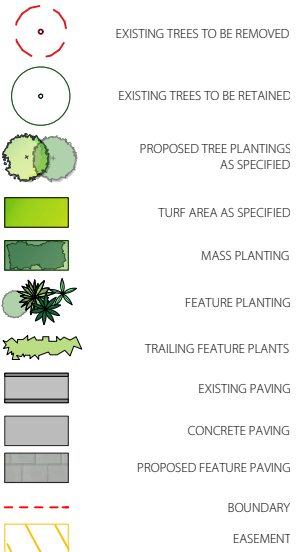 EXISTING TREES TO BE REMOVED
EXISTING TREES TO BE RETAINED
PROPOSED TREE PLANTINGS
AS SPECIFIED
TURF AREA AS SPECIFIED
MASS PLANTING
FEATURE PLANTING
TRAILING FEATURE PLANTS
EXISTING PAVING
CONCRETE PAVING
PROPOSED FEATURE PAVING
BOUNDARY
EASEMENT